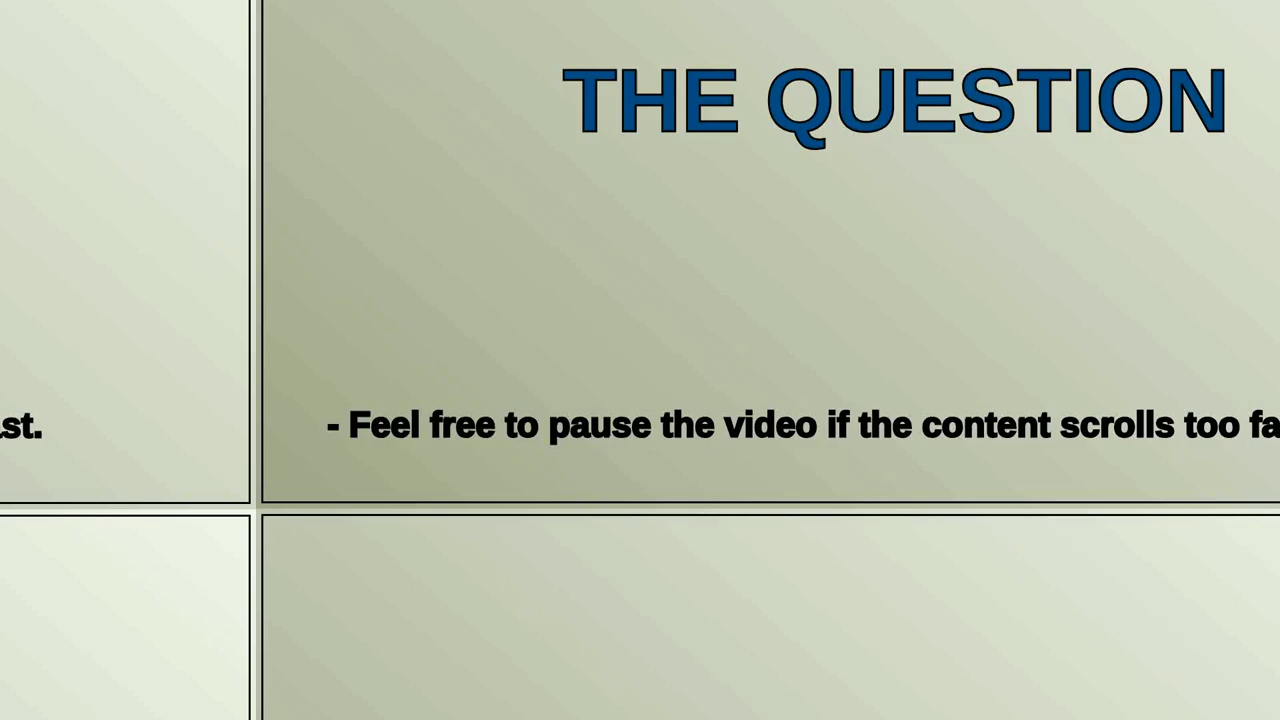 THE QUESTION
st.
- Feel free to pause the video if the content scrolls too fa